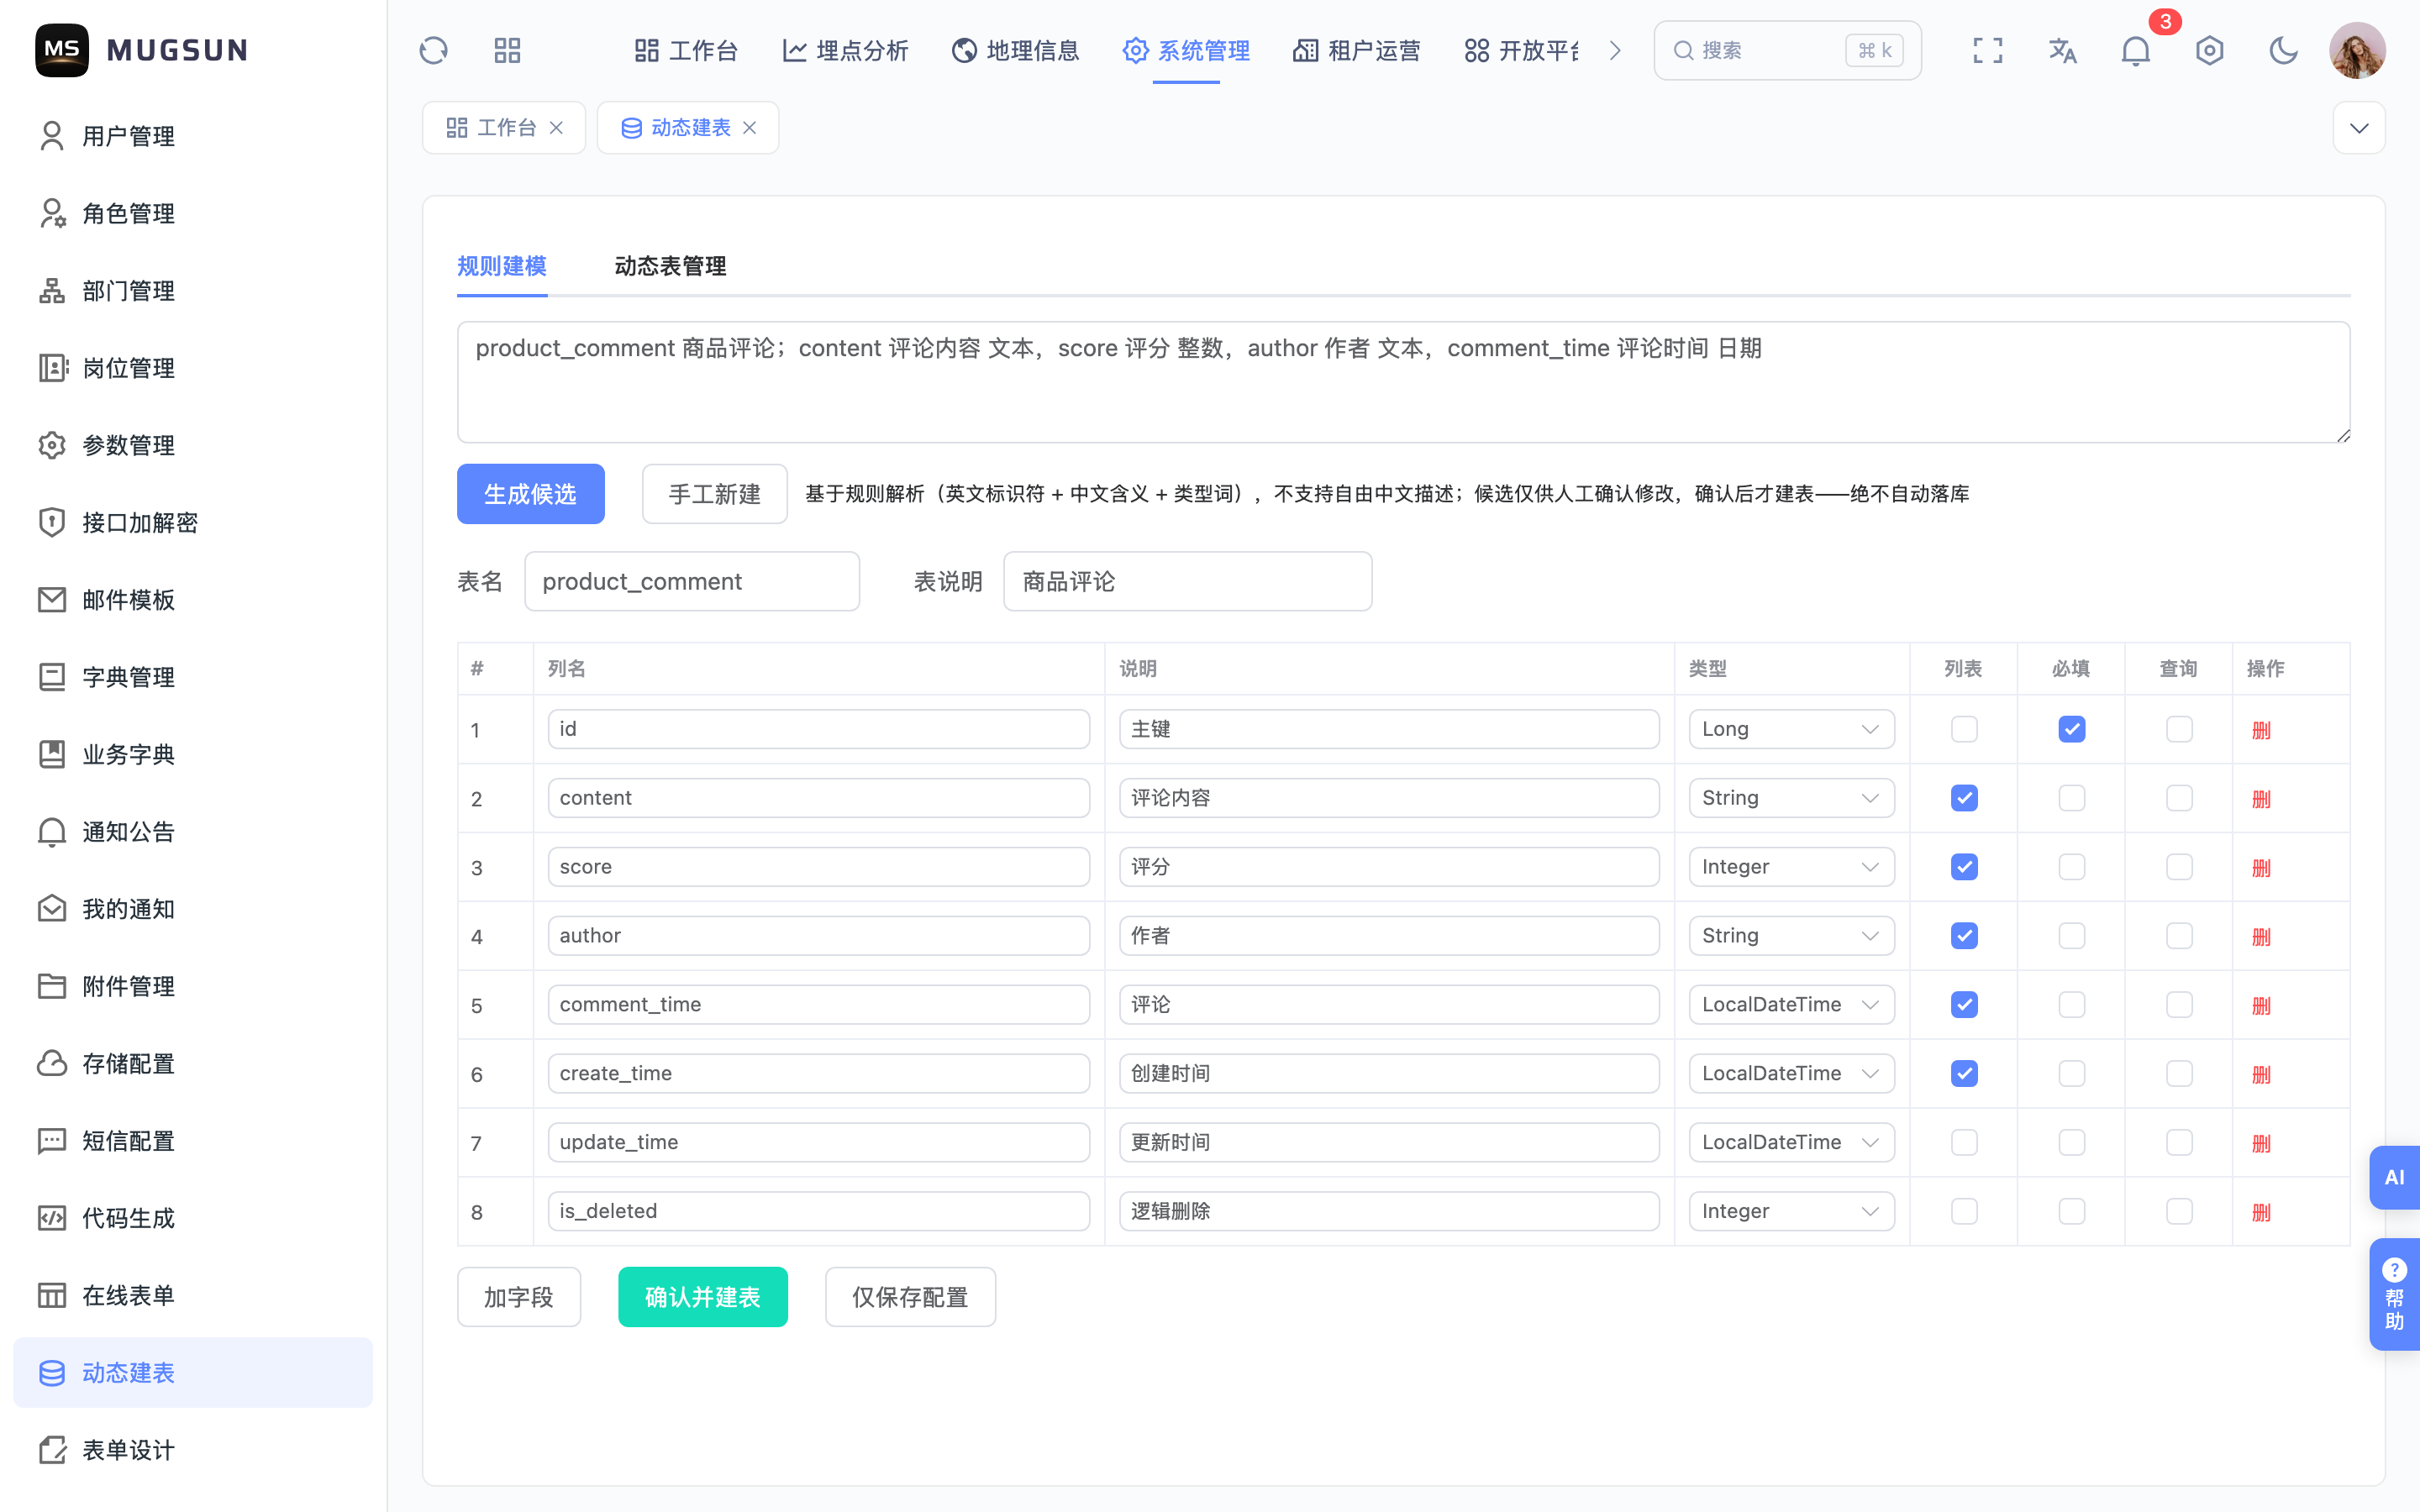 MS MUGSUN
工作台 埋点分析 地理信息 系统管理 租户运营 开放平 搜索 ⌘ k 3
工作台 动态建表
用户管理
角色管理
部门管理
岗位管理
参数管理
接口加解密
邮件模板
字典管理
业务字典
通知公告
我的通知
附件管理
存储配置
短信配置
代码生成
在线表单
动态建表
表单设计
规则建模 动态表管理
product_comment 商品评论；content 评论内容 文本，score 评分 整数，author 作者 文本，comment_time 评论时间 日期
生成候选 手工新建 基于规则解析（英文标识符 + 中文含义 + 类型词），不支持自由中文描述；候选仅供人工确认修改，确认后才建表——绝不自动落库
表名 product_comment 表说明 商品评论
# 列名 说明 类型 列表 必填 查询 操作
1 id 主键 Long 删
2 content 评论内容 String 删
3 score 评分 Integer 删
4 author 作者 String 删
5 comment_time 评论 LocalDateTime 删
6 create_time 创建时间 LocalDateTime 删
7 update_time 更新时间 LocalDateTime 删
8 is_deleted 逻辑删除 Integer 删
加字段 确认并建表 仅保存配置
AI
?
帮
助